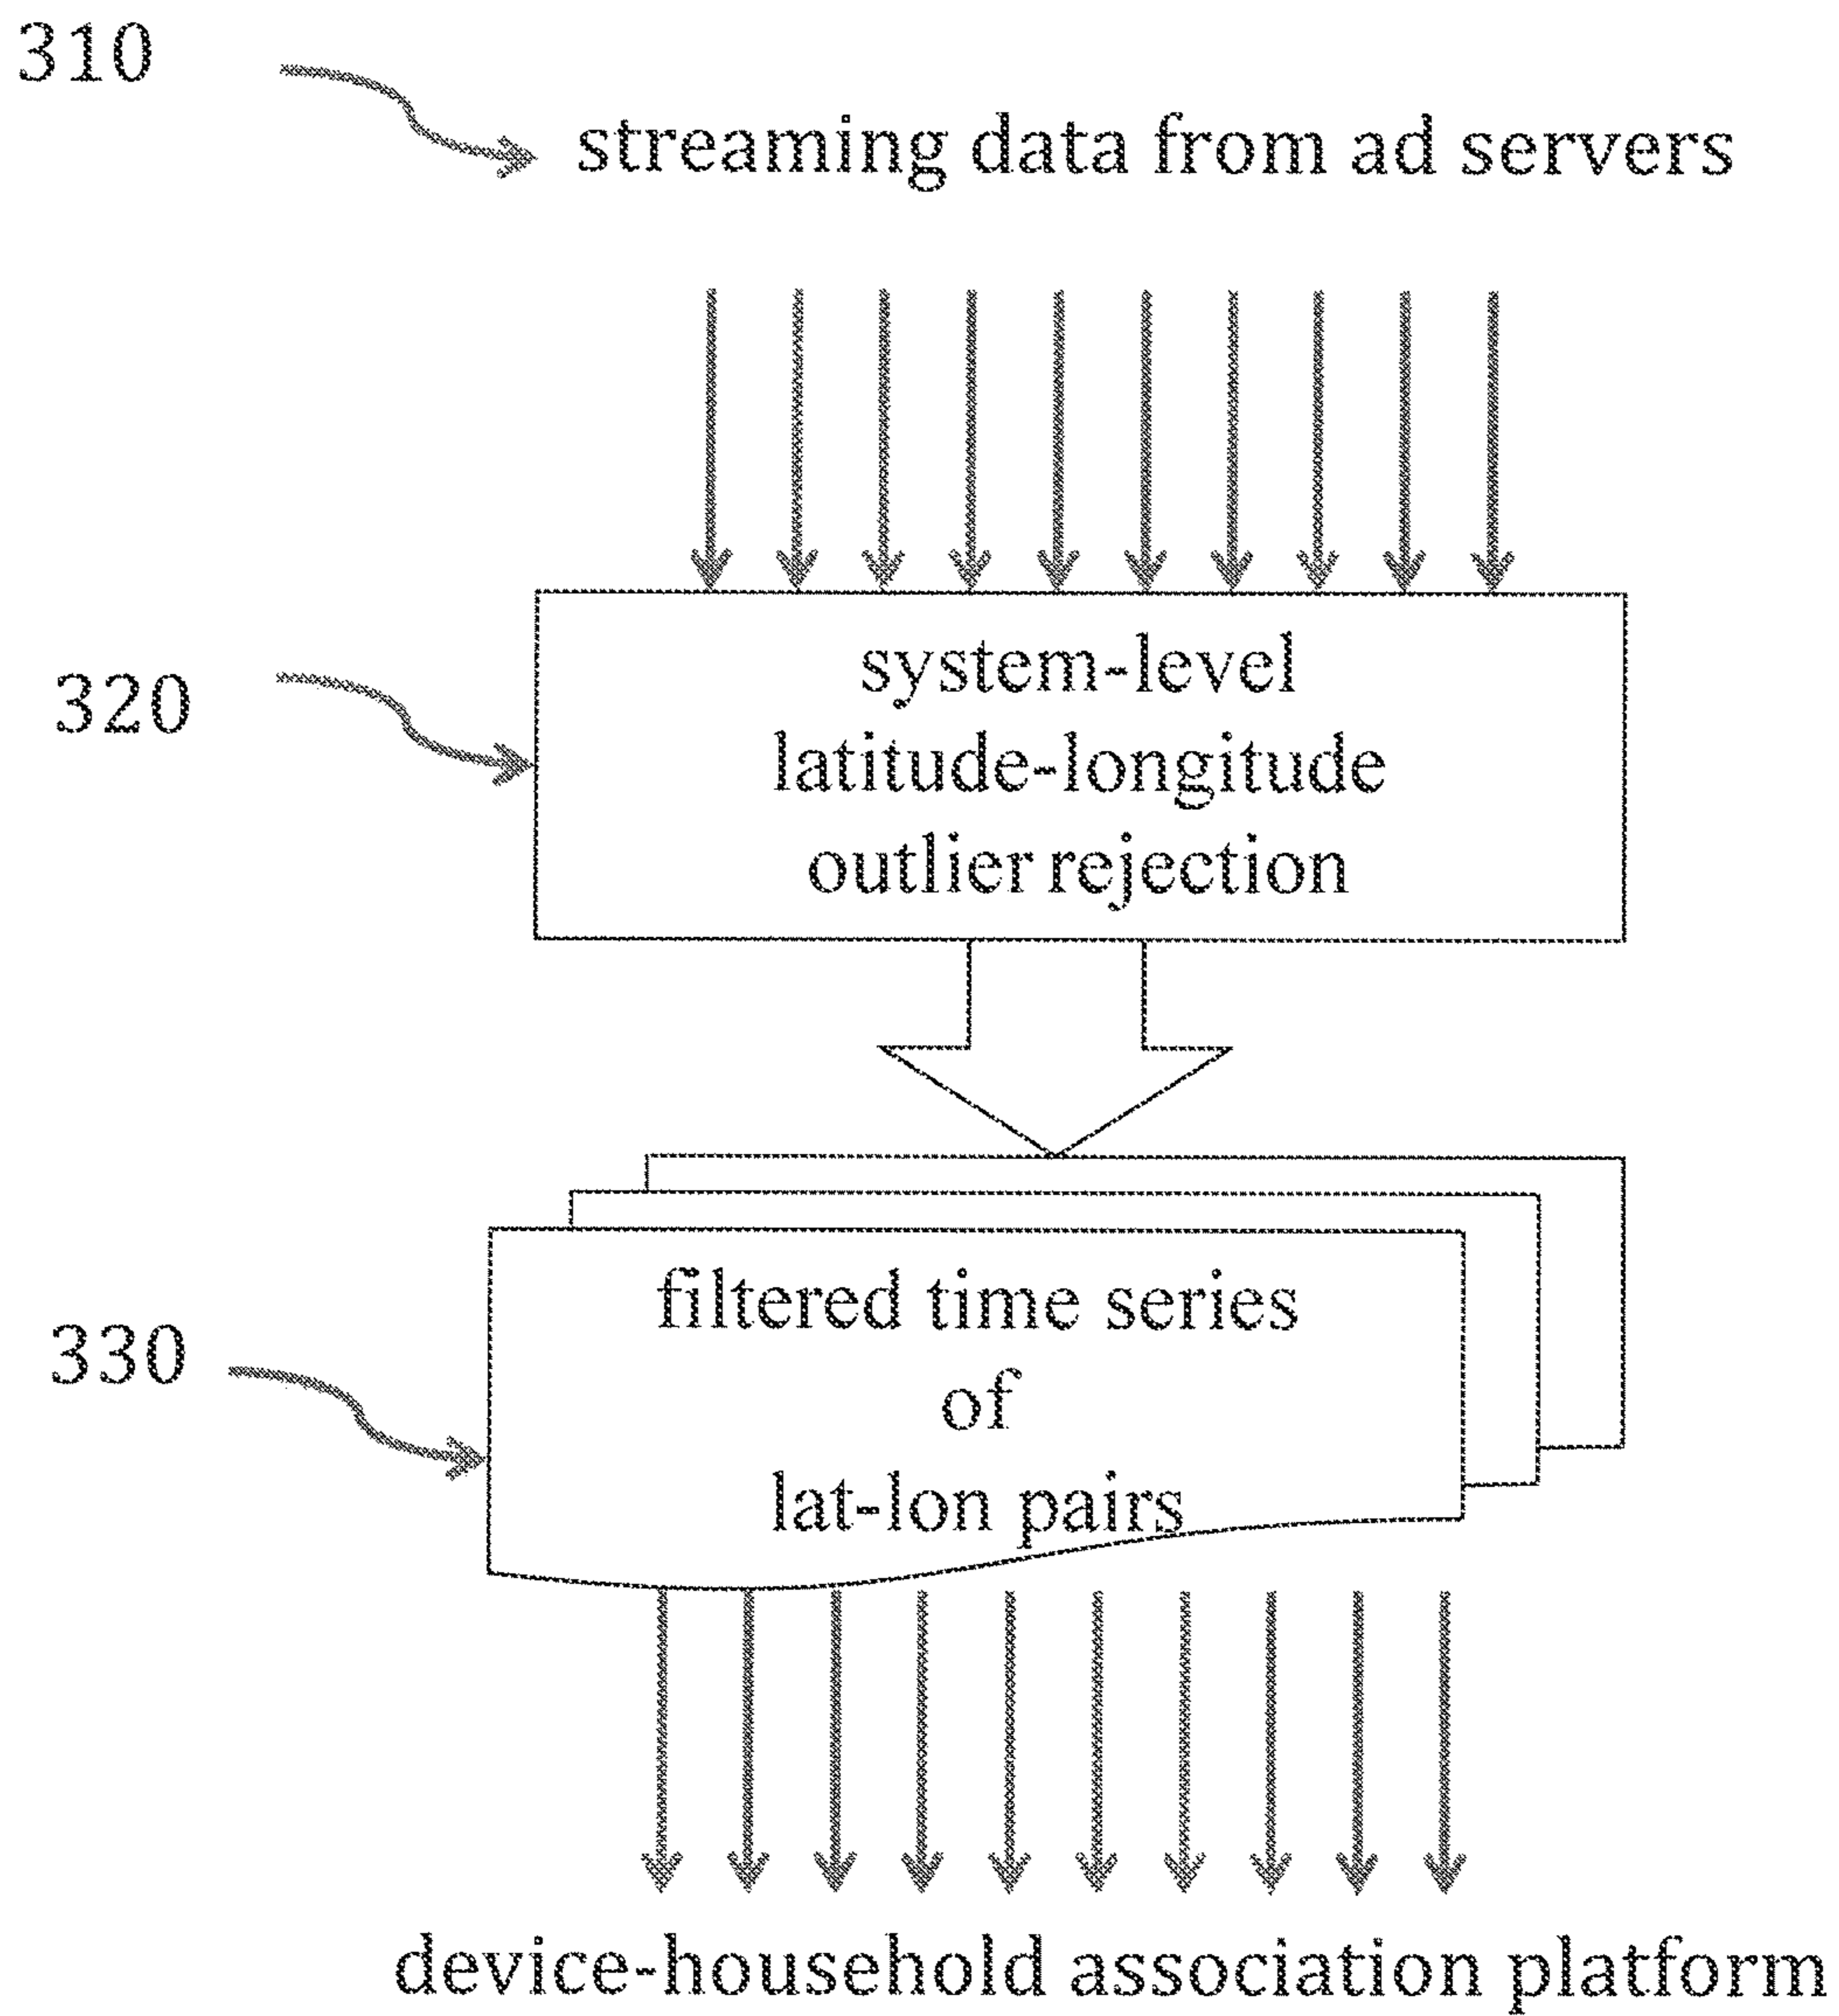 310
streaming data from ad servers
320
system-level
latitude-longitude
outlier rejection
330
filtered time series
of
lat-lon pairs
device-household association platform